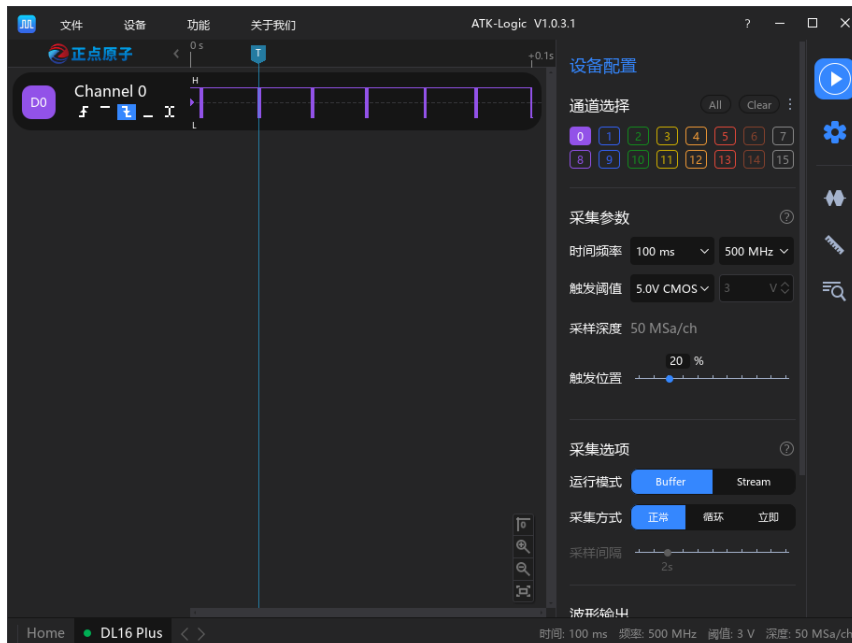 文件 设备 功能 关于我们 ATK-Logic V1.0.3.1 ?
正点原子 0 s T +0.1s
D0 Channel 0 H
L
设备配置
通道选择 All Clear
0 1 2 3 4 5 6 7
8 9 10 11 12 13 14 15
采集参数 ?
时间频率 100 ms 500 MHz
触发阈值 5.0V CMOS 3 V
采样深度 50 MSa/ch
20 %
触发位置
采集选项 ?
运行模式 Buffer Stream
采集方式 正常 循环 立即
采样间隔
2s
波形输出
Home DL16 Plus
时间: 100 ms 频率: 500 MHz 阈值: 3 V 深度: 50 MSa/ch